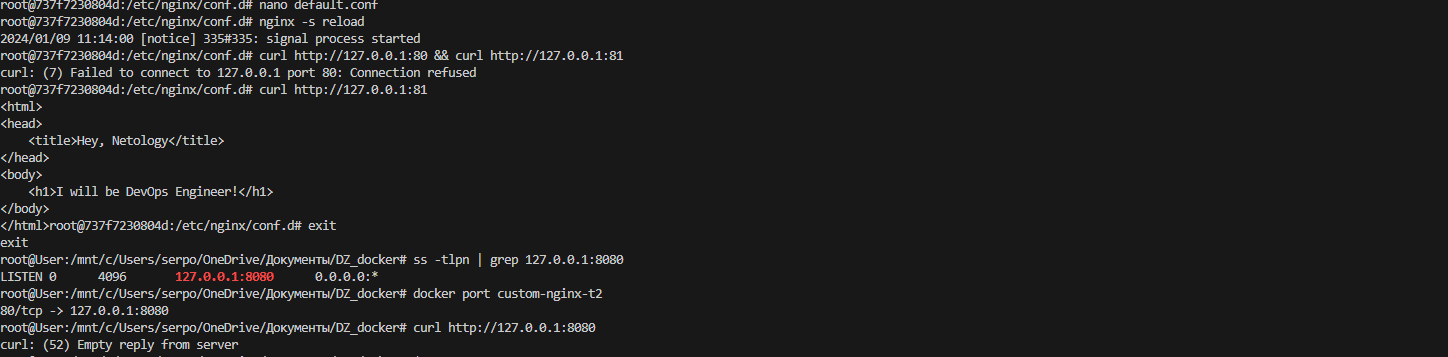 root@737f7230804d:/etc/nginx/conf.d# nano default.conf
root@737f7230804d:/etc/nginx/conf.d# nginx -s reload
2024/01/09 11:14:00 [notice] 335#335: signal process started
root@737f7230804d:/etc/nginx/conf.d# curl http://127.0.0.1:80 && curl http://127.0.0.1:81
curl: (7) Failed to connect to 127.0.0.1 port 80: Connection refused
root@737f7230804d:/etc/nginx/conf.d# curl http://127.0.0.1:81
<html>
<head>
    <title>Hey, Netology</title>
</head>
<body>
    <h1>I will be DevOps Engineer!</h1>
</body>
</html>root@737f7230804d:/etc/nginx/conf.d# exit
exit
root@User:/mnt/c/Users/serpo/OneDrive/Документы/DZ_docker# ss -tlpn | grep 127.0.0.1:8080
LISTEN 0      4096       127.0.0.1:8080      0.0.0.0:*
root@User:/mnt/c/Users/serpo/OneDrive/Документы/DZ_docker# docker port custom-nginx-t2
80/tcp -> 127.0.0.1:8080
root@User:/mnt/c/Users/serpo/OneDrive/Документы/DZ_docker# curl http://127.0.0.1:8080
curl: (52) Empty reply from server